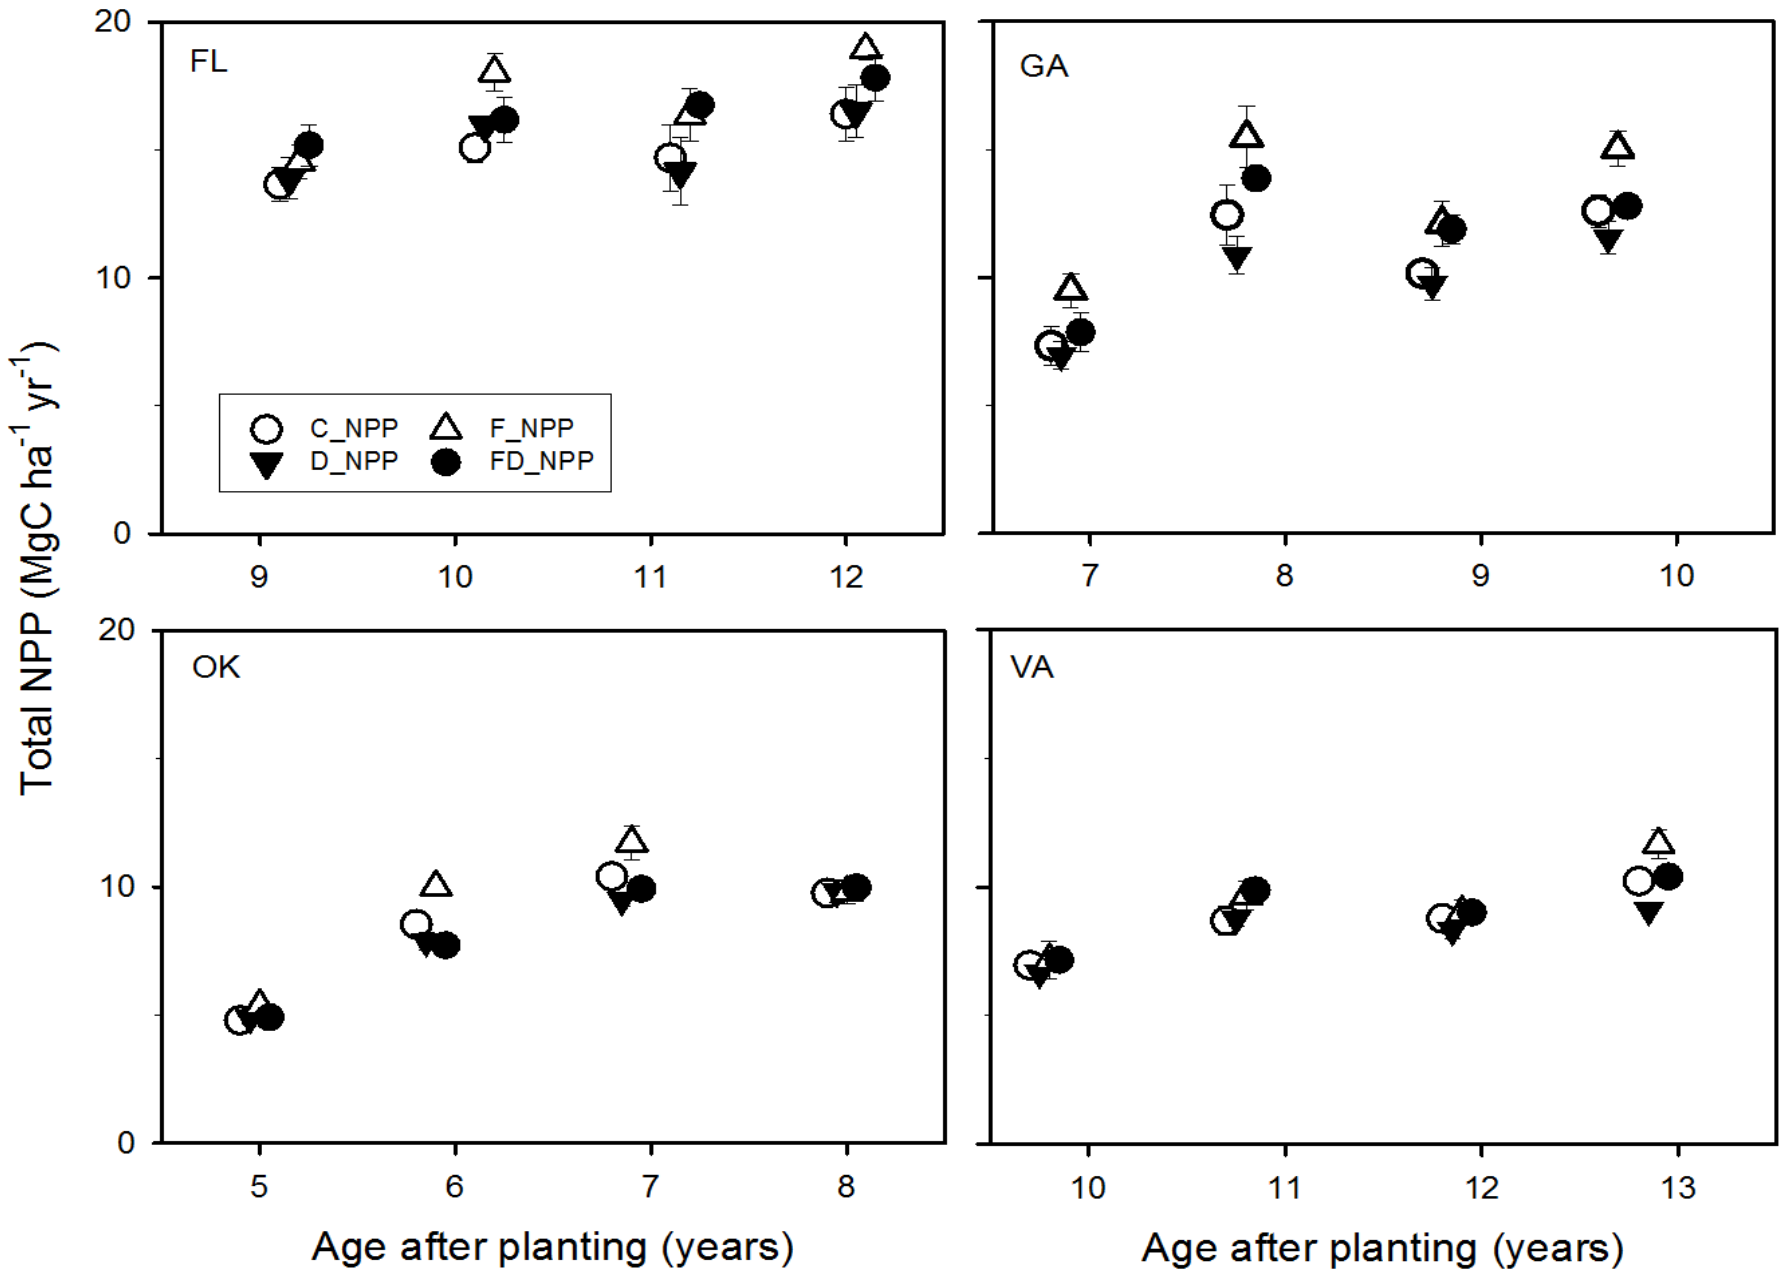 Total NPP (MgC ha⁻¹ yr⁻¹)
20
10
0
FL
C_NPP F_NPP
D_NPP FD_NPP
9 10 11 12
GA
7 8 9 10
20
10
0
OK
5 6 7 8
Age after planting (years)
VA
10 11 12 13
Age after planting (years)